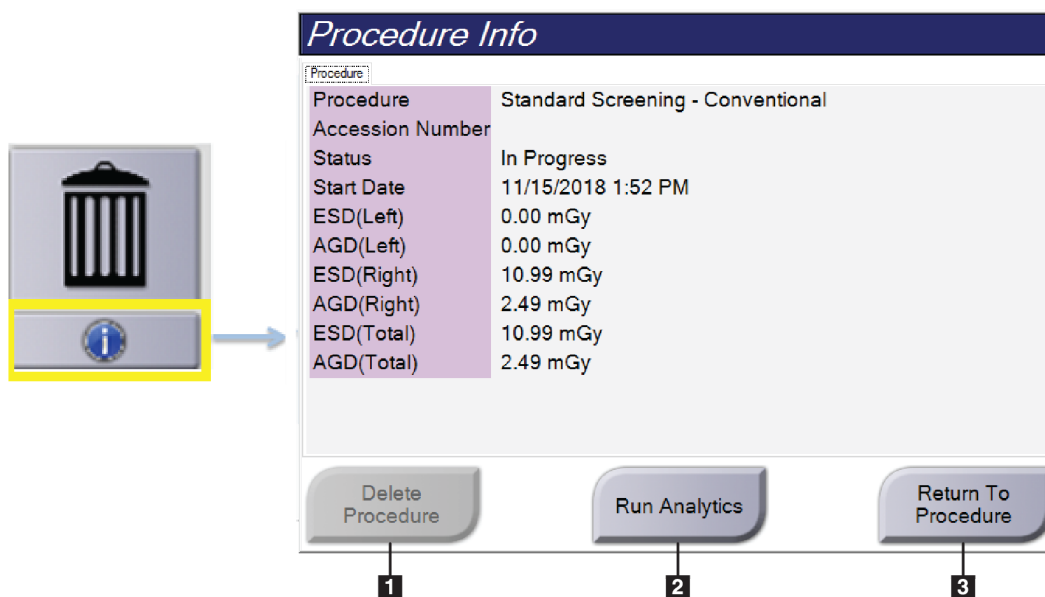 Procedure Info
Procedure
Procedure Standard Screening - Conventional
Accession Number
Status In Progress
Start Date 11/15/2018 1:52 PM
ESD(Left) 0.00 mGy
AGD(Left) 0.00 mGy
ESD(Right) 10.99 mGy
AGD(Right) 2.49 mGy
ESD(Total) 10.99 mGy
AGD(Total) 2.49 mGy
i
Delete
Procedure
Run Analytics
Return To
Procedure
1 2 3